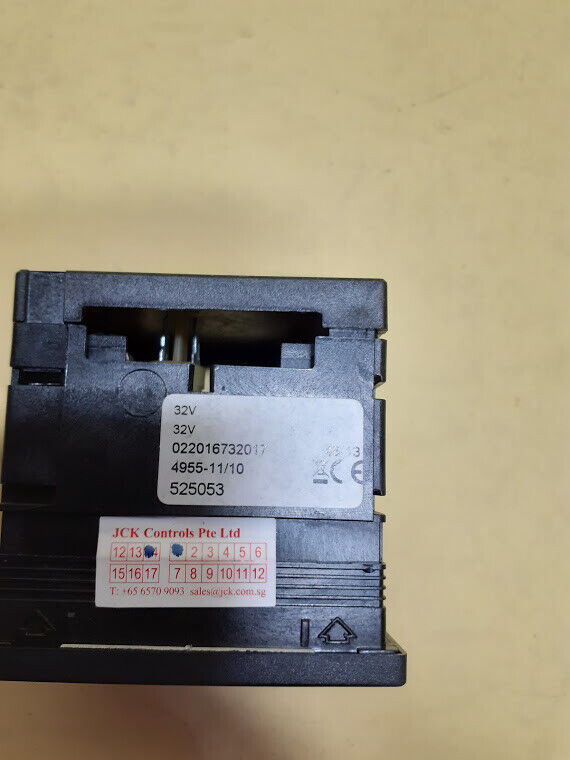 32V
32V
022016732017
4955-11/10
525053
JCK Controls Pte Ltd
12 13 14 2 3 4 5 6
15 16 17 7 8 9 10 11 12
T: +65 6570 9093 sales@jck.com.sg